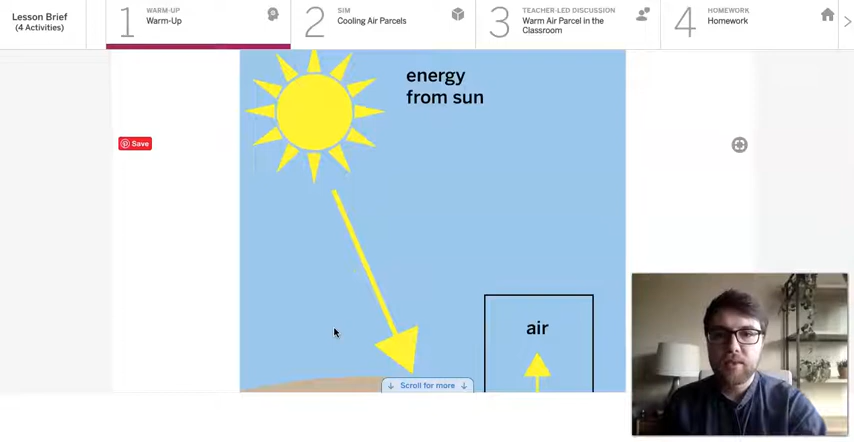 Lesson Brief
(4 Activities)
1
WARM-UP
Warm-Up
2
SIM
Cooling Air Parcels
3
TEACHER-LED DISCUSSION
Warm Air Parcel in the
Classroom
4
HOMEWORK
Homework
energy
from sun
Save
air
Scroll for more